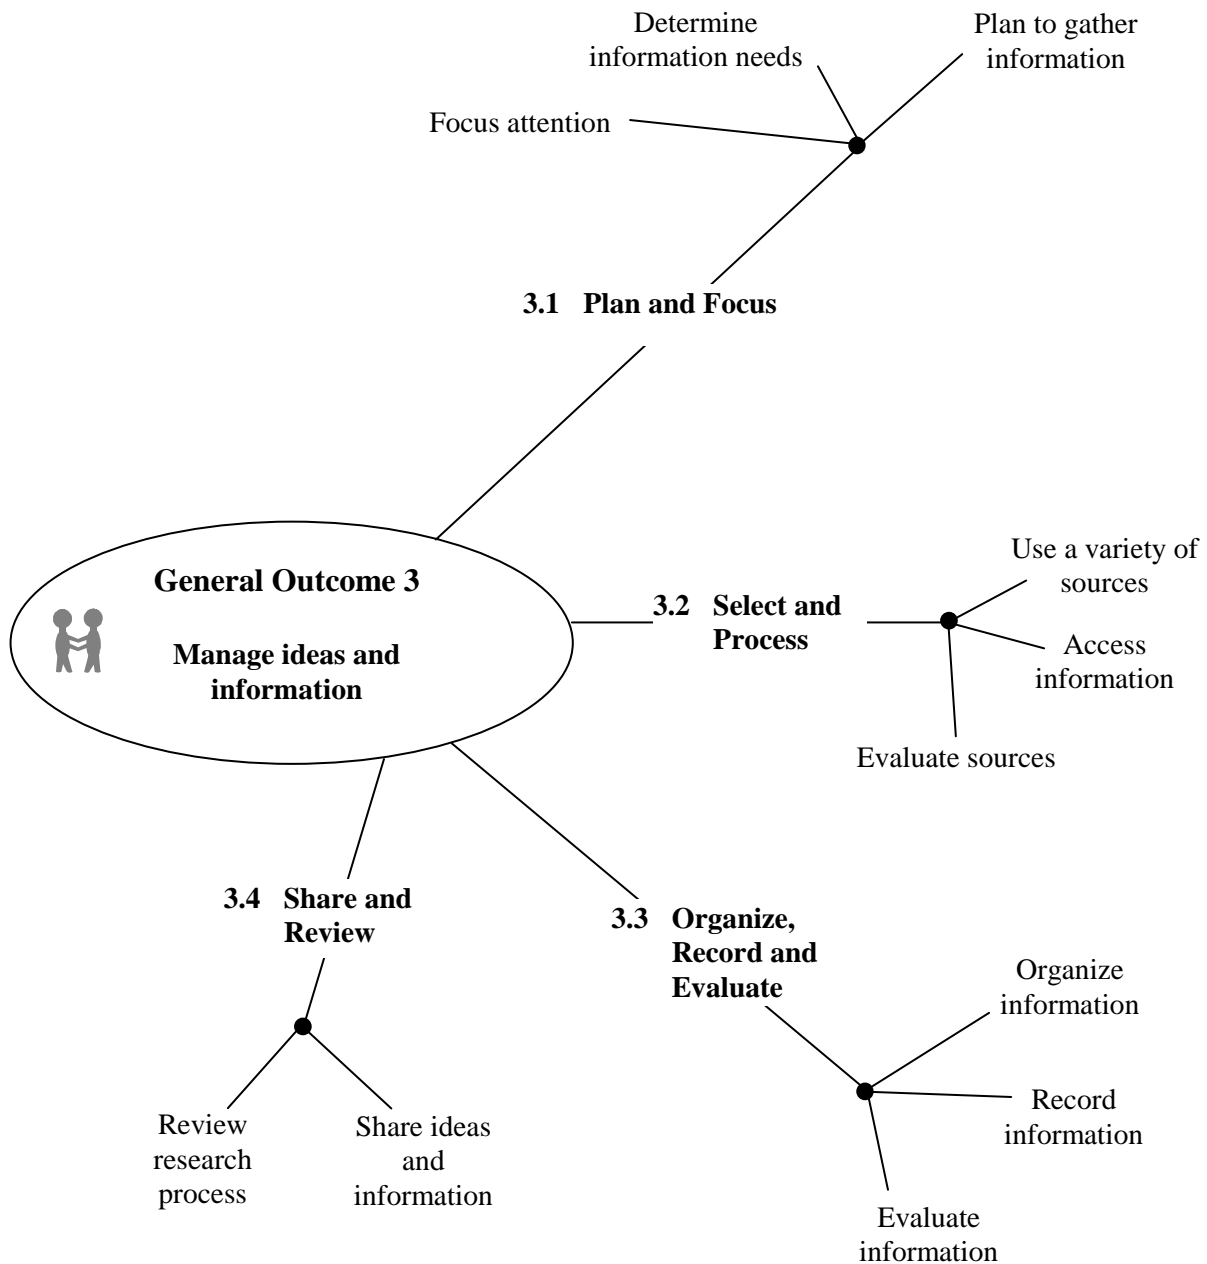 Determine
information needs
Plan to gather
information
Focus attention
3.1 Plan and Focus
General Outcome 3
Manage ideas and
information
3.2 Select and
Process
Use a variety of
sources
Access
information
Evaluate sources
3.4 Share and
Review
3.3 Organize,
Record and
Evaluate
Organize
information
Record
information
Evaluate
information
Review
research
process
Share ideas
and
information